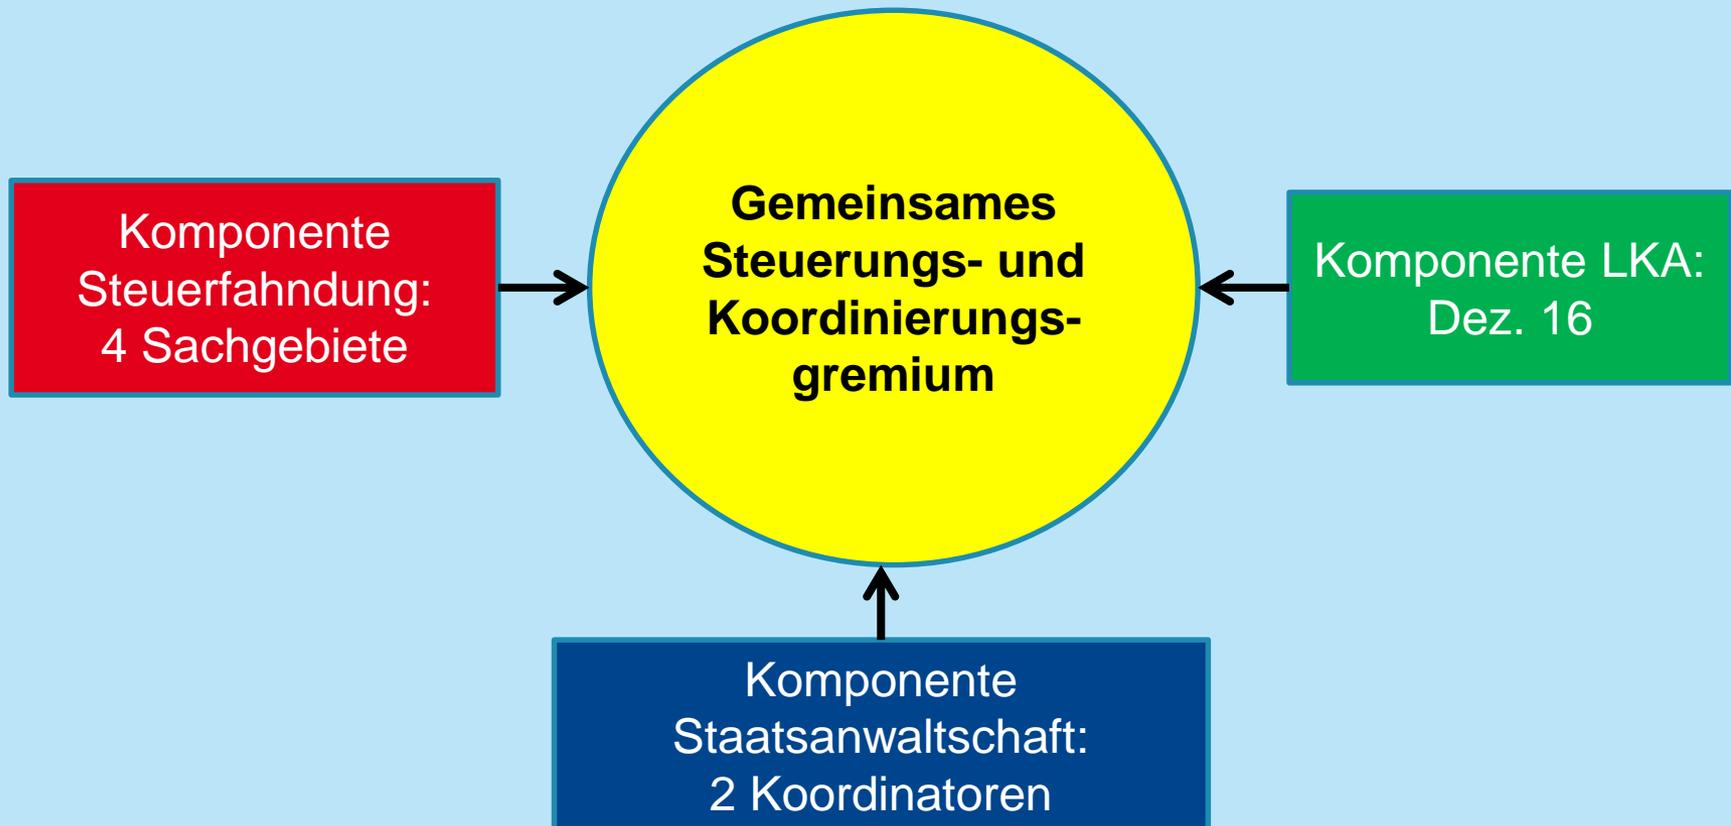 Gemeinsames
Steuerungs- und
Koordinierungs-
gremium
Komponente
Steuerfahndung:
4 Sachgebiete
Komponente LKA:
Dez. 16
Komponente
Staatsanwaltschaft:
2 Koordinatoren